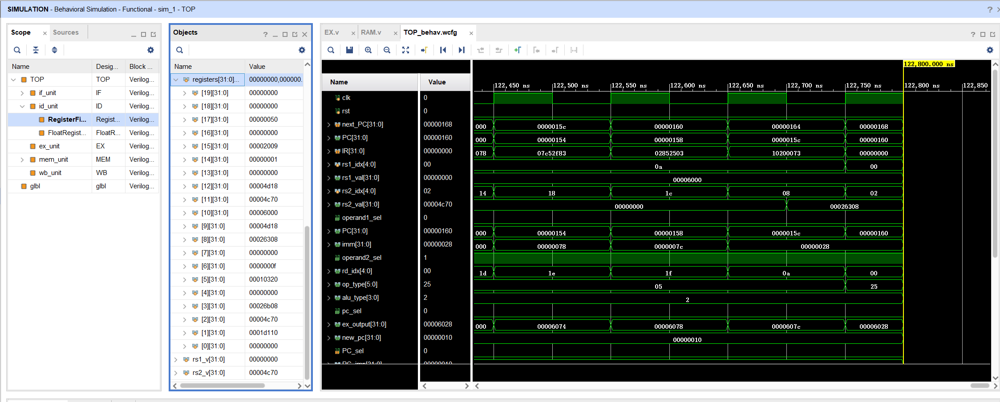 SIMULATION - Behavioral Simulation - Functional - sim_1 - TOP
Scope
Sources
Name Desig... Block ...
TOP TOP Verilog...
if_unit IF Verilog...
id_unit ID Verilog...
RegisterFi... Regist... Verilog...
FloatRegist... FloatR... Verilog...
ex_unit EX Verilog...
mem_unit MEM Verilog...
wb_unit WB Verilog...
glbl glbl Verilog...
Objects
Name Value
registers[31:0]... 00000000,000000.
[19][31:0] 00000000
[18][31:0] 00000000
[17][31:0] 00000050
[16][31:0] 00000000
[15][31:0] 00002009
[14][31:0] 00000001
[13][31:0] 00000000
[12][31:0] 00004d18
[11][31:0] 00004c70
[10][31:0] 00006000
[9][31:0] 00004d18
[8][31:0] 00026308
[7][31:0] 00000000
[6][31:0] 0000000f
[5][31:0] 00010320
[4][31:0] 00000000
[3][31:0] 00026b08
[2][31:0] 00004c70
[1][31:0] 0001d110
[0][31:0] 00000000
rs1_v[31:0] 00000000
rs2_v[31:0] 00004c70
EX.v
RAM.v
TOP_behav.wcfg
122,800.000 ns
Name Value
122,450 ns 122,500 ns 122,550 ns 122,600 ns 122,650 ns 122,700 ns 122,750 ns 122,800 ns 122,850
clk 0
rst 0
next_PC[31:0] 00000168 000 0000015c 00000160 00000164 00000168
PC[31:0] 00000160 000 00000154 00000158 0000015c 00000160
IR[31:0] 00000000 078 07c52f83 02852503 10200073 00000000
rs1_idx[4:0] 00 0a 00
rs1_val[31:0] 00000000 00006000
rs2_idx[4:0] 02 14 18 1c 08 02
rs2_val[31:0] 00004c70 00000000 00026308
operand1_sel 0
PC[31:0] 00000160 000 00000154 00000158 0000015c 00000160
imm[31:0] 00000028 000 00000078 0000007c 00000028
operand2_sel 1
rd_idx[4:0] 00 1d 1e 1f 0a 00
op_type[5:0] 25 05 25
alu_type[3:0] 2 2
pc_sel 0
ex_output[31:0] 00006028 000 00006074 00006078 0000607c 00006028
new_pc[31:0] 00000010 00000010
PC_sel 0